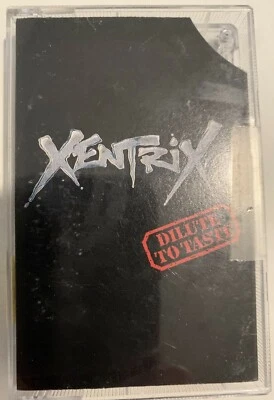 XENTRIX
DILUTE
TO TASTE